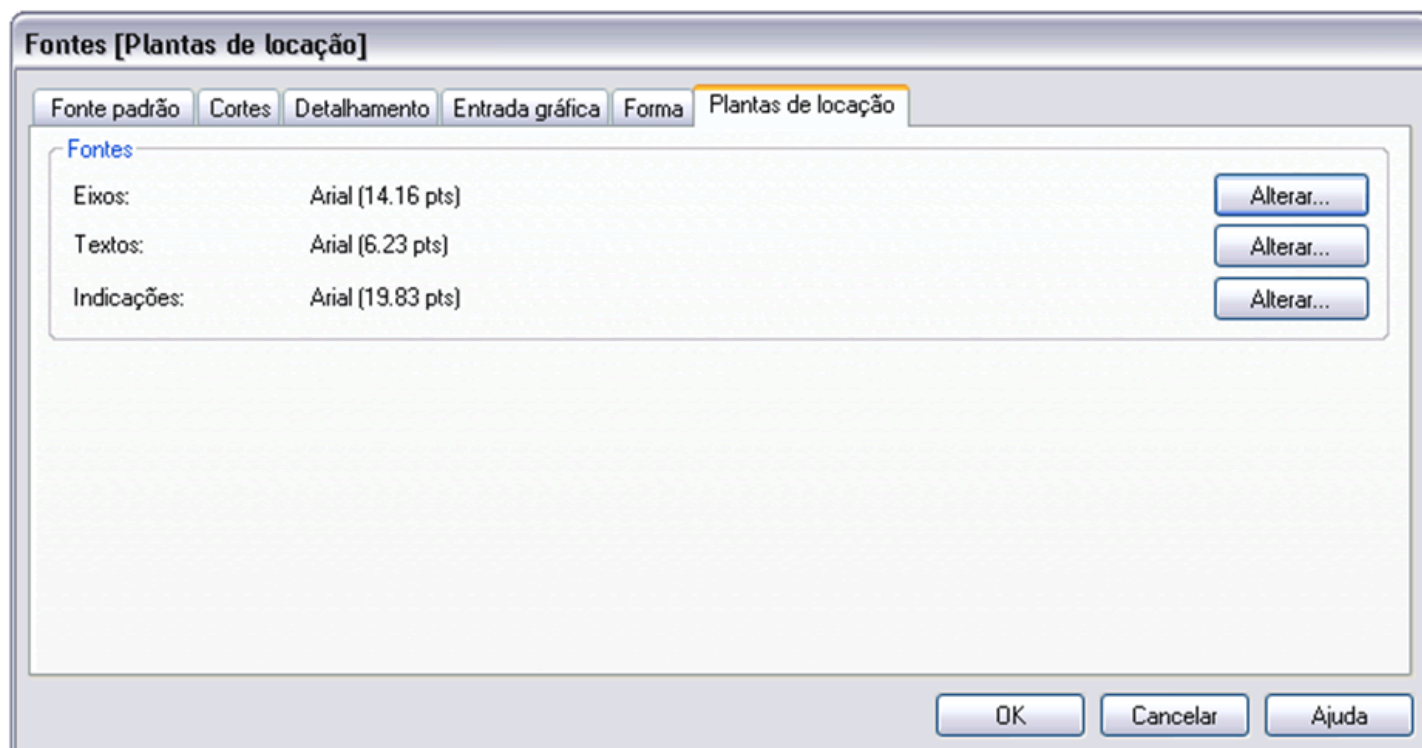 Fontes [Plantas de locação]
Fonte padrão Cortes Detalhamento Entrada gráfica Forma Plantas de locação
Fontes
Eixos: Arial (14.16 pts) Alterar...
Textos: Arial (6.23 pts) Alterar...
Indicações: Arial (19.83 pts) Alterar...
OK Cancelar Ajuda